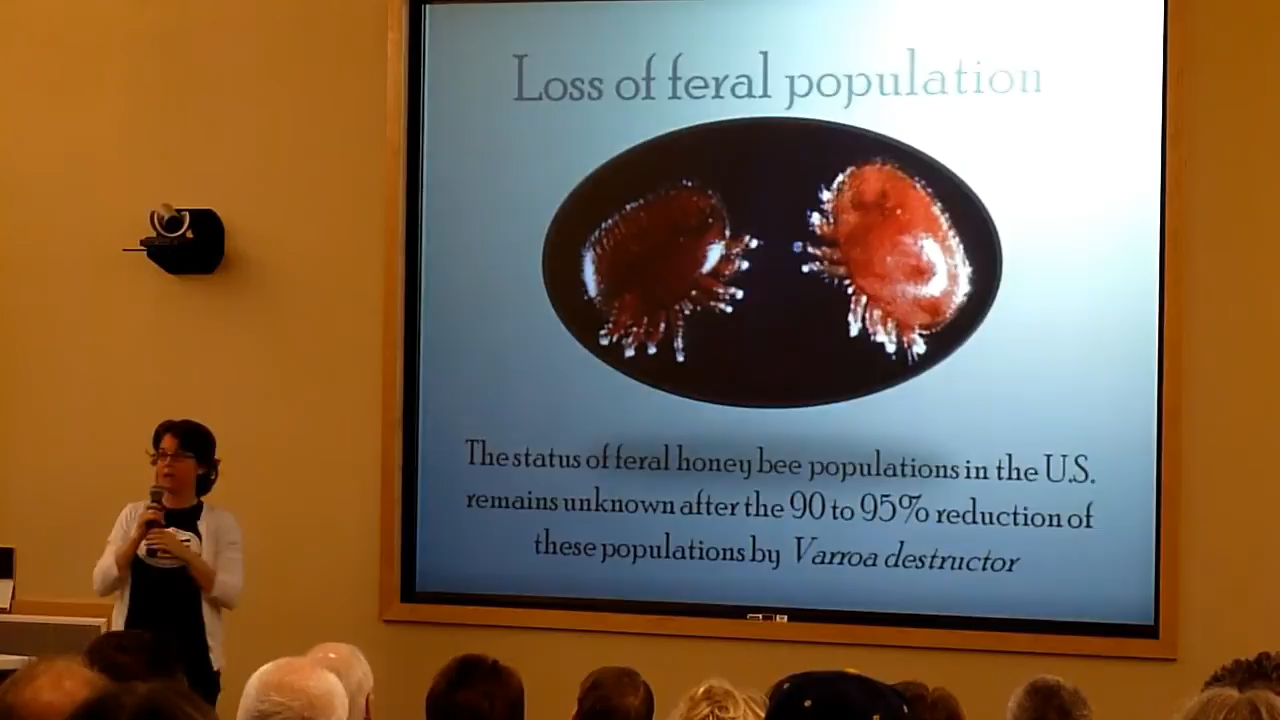 Loss of feral population
The status of feral honey bee populations in the U.S.
remains unknown after the 90 to 95% reduction of
these populations by Varroa destructor